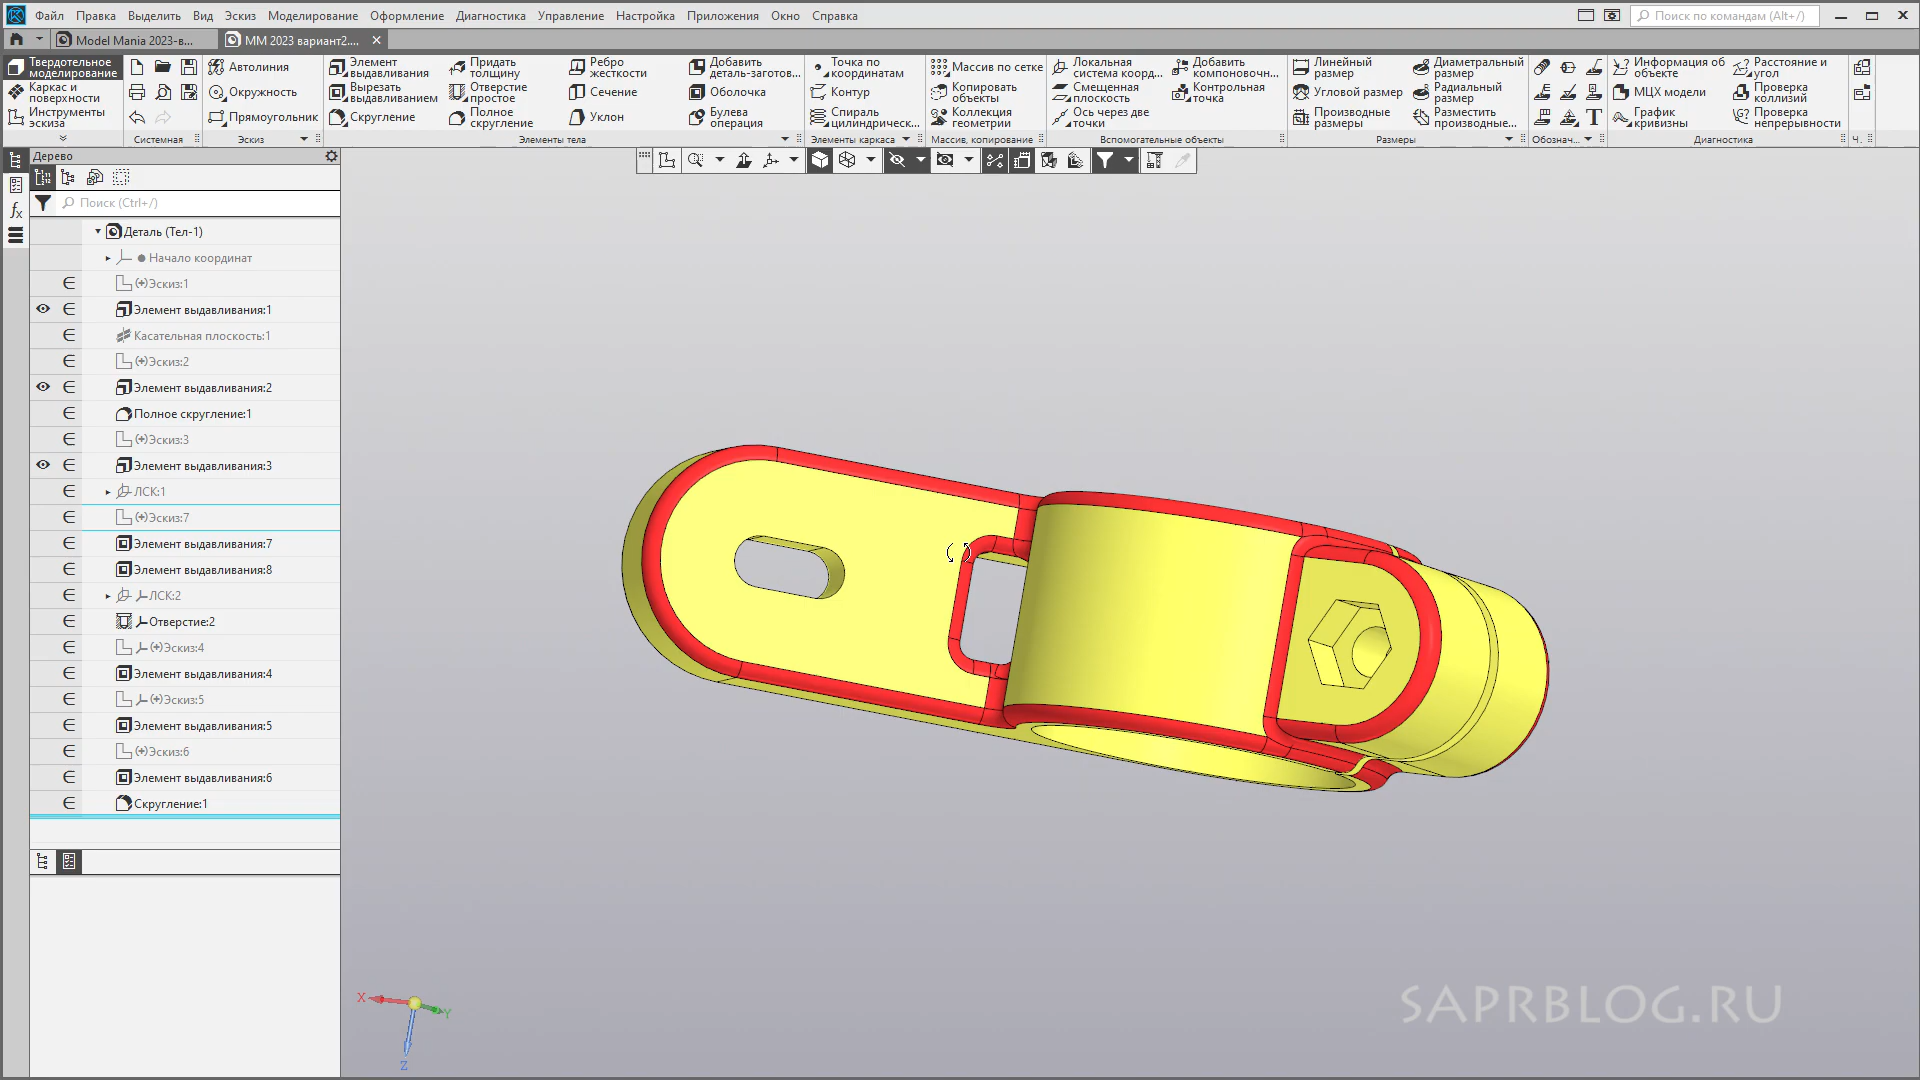 Файл Правка Выделить Вид Эскиз Моделирование Оформление Диагностика Управление Настройка Приложения Окно Справка
Поиск по командам (Alt+/)
Model Mania 2023-в...
MM 2023 вариант2....
Твердотельное моделирование
Каркас и поверхности
Инструменты эскиза
Системная
Автолиния
Окружность
Прямоугольник
Эскиз
Элемент выдавливания
Вырезать выдавливанием
Скругление
Придать толщину
Отверстие простое
Полное скругление
Ребро жесткости
Сечение
Уклон
Добавить деталь-заготов...
Оболочка
Булева операция
Элементы тела
Точка по координатам
Контур
Спираль цилиндрическ...
Элементы каркаса
Массив по сетке
Копировать объекты
Коллекция геометрии
Массив, копирование
Локальная система коорд...
Смещенная плоскость
Ось через две точки
Добавить компоновочн...
Контрольная точка
Вспомогательные объекты
Линейный размер
Угловой размер
Производные размеры
Диаметральный размер
Радиальный размер
Разместить производные...
Размеры
Обознач...
Информация об объекте
МЦХ модели
График кривизны
Расстояние и угол
Проверка коллизий
Проверка непрерывности
Диагностика
Ч...
Дерево
Поиск (Ctrl+/)
Деталь (Тел-1)
Начало координат
(+)Эскиз:1
Элемент выдавливания:1
Касательная плоскость:1
(+)Эскиз:2
Элемент выдавливания:2
Полное скругление:1
(+)Эскиз:3
Элемент выдавливания:3
ЛСК:1
(+)Эскиз:7
Элемент выдавливания:7
Элемент выдавливания:8
ЛСК:2
Отверстие:2
(+)Эскиз:4
Элемент выдавливания:4
(+)Эскиз:5
Элемент выдавливания:5
(+)Эскиз:6
Элемент выдавливания:6
Скругление:1
X
Y
Z
SAPRBLOG.RU